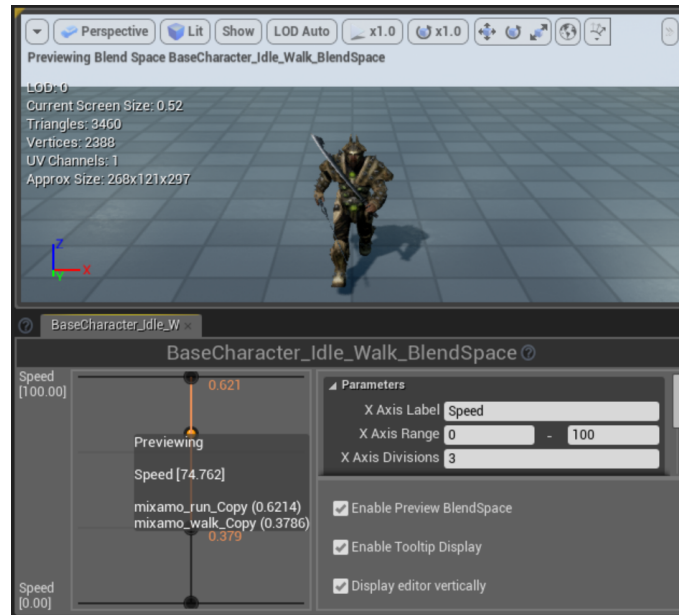 Perspective Lit Show LOD Auto x1.0 x1.0
Previewing Blend Space BaseCharacter_Idle_Walk_BlendSpace
LOD: 0
Current Screen Size: 0.52
Triangles: 3460
Vertices: 2388
UV Channels: 1
Approx Size: 268x121x297
Z
X
Y
BaseCharacter_Idle_W
BaseCharacter_Idle_Walk_BlendSpace
Speed
[100.00]
0.621
Previewing
Speed [74.762]
mixamo_run_Copy (0.6214)
mixamo_walk_Copy (0.3786)
0.379
Speed
[0.00]
Parameters
X Axis Label Speed
X Axis Range 0 - 100
X Axis Divisions 3
Enable Preview BlendSpace
Enable Tooltip Display
Display editor vertically